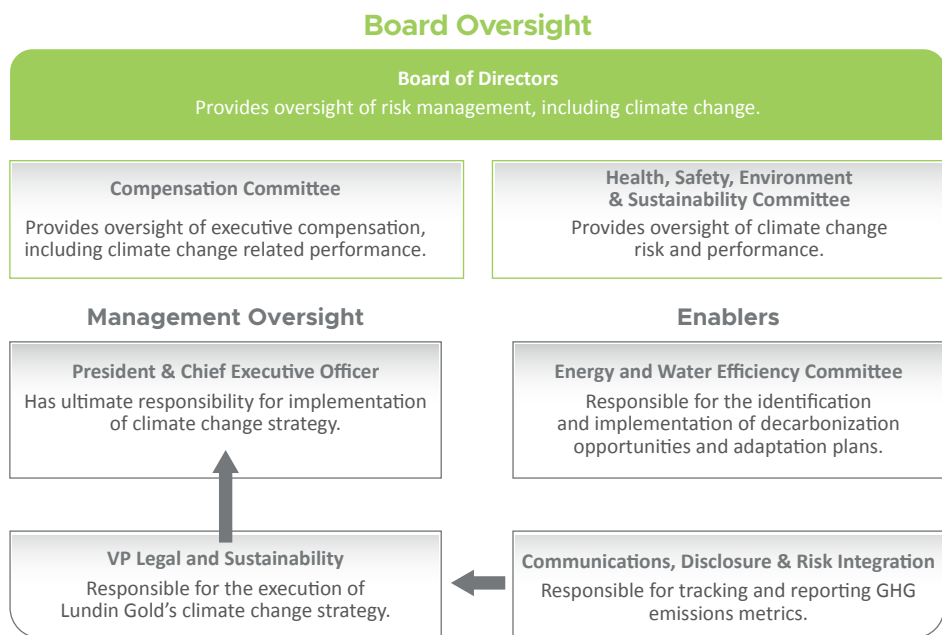 Board Oversight
Board of Directors
Provides oversight of risk management, including climate change.
Compensation Committee
Provides oversight of executive compensation,
including climate change related performance.
Health, Safety, Environment
& Sustainability Committee
Provides oversight of climate change
risk and performance.
Management Oversight
President & Chief Executive Officer
Has ultimate responsibility for implementation
of climate change strategy.
VP Legal and Sustainability
Responsible for the execution of
Lundin Gold's climate change strategy.
Enablers
Energy and Water Efficiency Committee
Responsible for the identification
and implementation of decarbonization
opportunities and adaptation plans.
Communications, Disclosure & Risk Integration
Responsible for tracking and reporting GHG
emissions metrics.